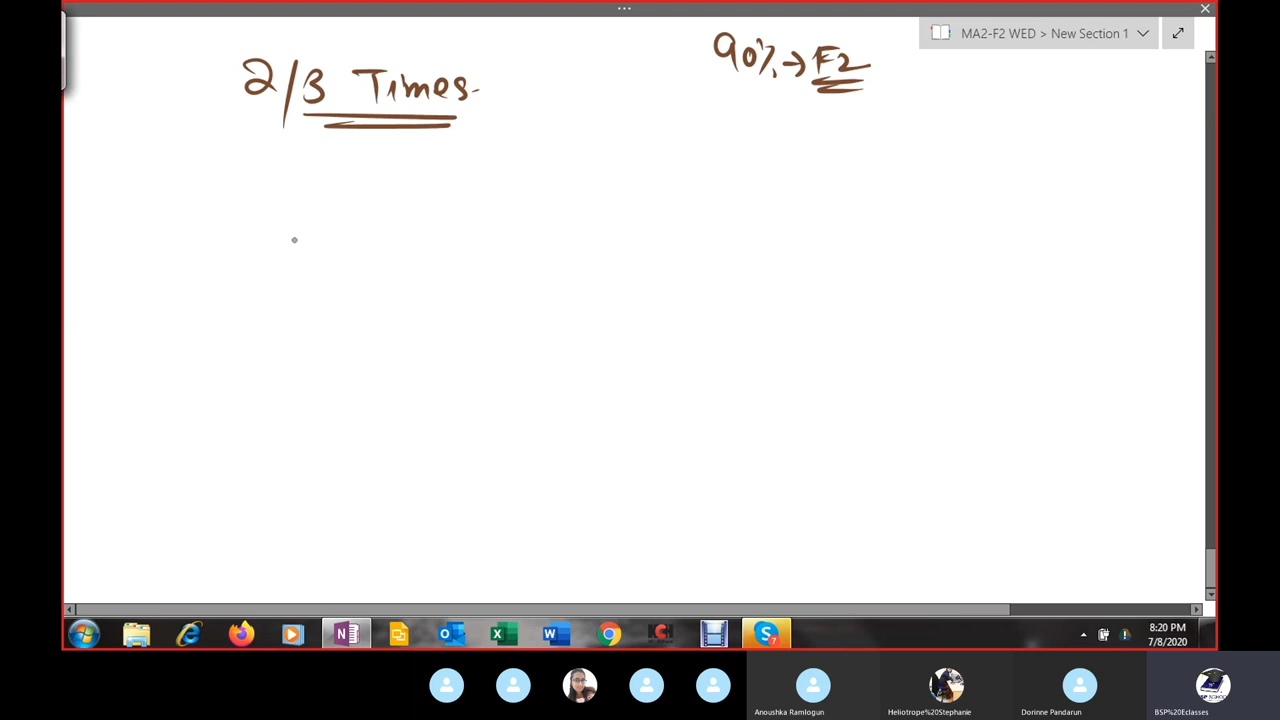 MA2-F2 WED > New Section 1
90% → F2
2/3 Times.
8:20 PM
7/8/2020
Anoushka Ramlogun
Heliotrope%20Stephanie
Dorinne Pandarun
BSP%20Eclasses